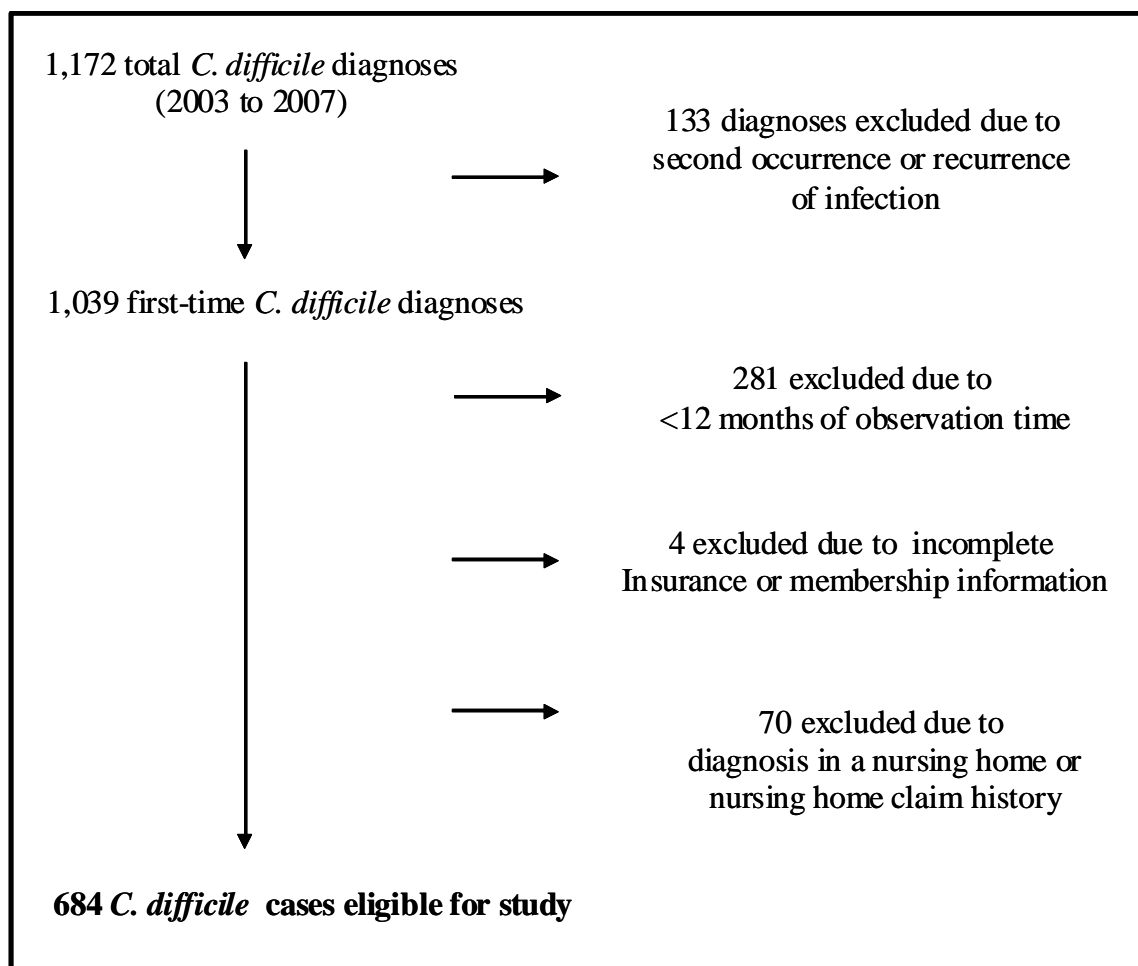 1,172 total C. difficile diagnoses
(2003 to 2007)
133 diagnoses excluded due to
second occurrence or recurrence
of infection
1,039 first-time C. difficile diagnoses
281 excluded due to
<12 months of observation time
4 excluded due to incomplete
Insurance or membership information
70 excluded due to
diagnosis in a nursing home or
nursing home claim history
684 C. difficile cases eligible for study